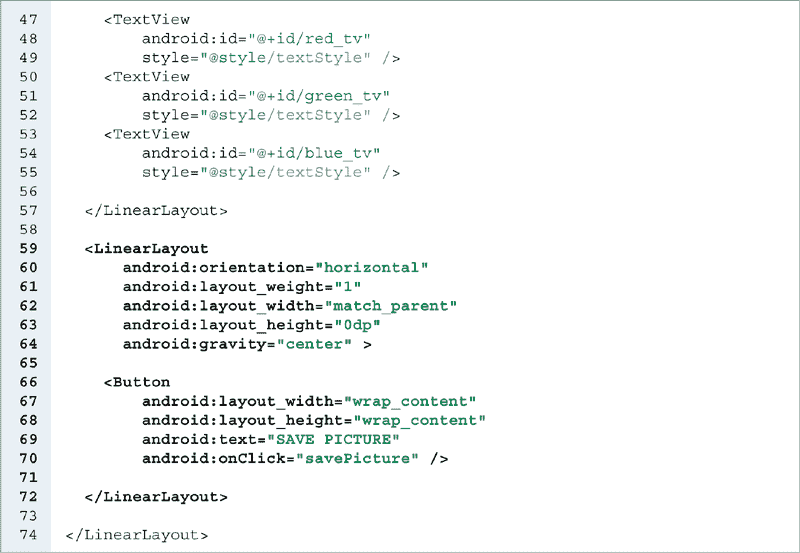 47 <TextView
48 android:id="@+id/red_tv"
49 style="@style/textStyle" />
50 <TextView
51 android:id="@+id/green_tv"
52 style="@style/textStyle" />
53 <TextView
54 android:id="@+id/blue_tv"
55 style="@style/textStyle" />
56
57 </LinearLayout>
58
59 <LinearLayout
60 android:orientation="horizontal"
61 android:layout_weight="1"
62 android:layout_width="match_parent"
63 android:layout_height="0dp"
64 android:gravity="center" >
65
66 <Button
67 android:layout_width="wrap_content"
68 android:layout_height="wrap_content"
69 android:text="SAVE PICTURE"
70 android:onClick="savePicture" />
71
72 </LinearLayout>
73
74 </LinearLayout>